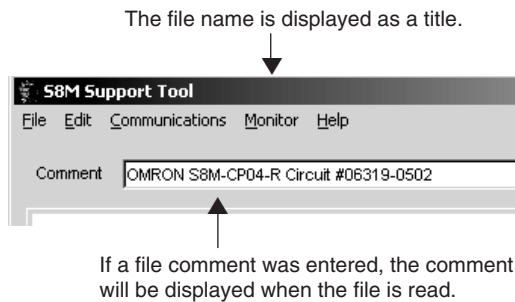 The file name is displayed as a title.
S8M Support Tool
File Edit Communications Monitor Help
Comment OMRON S8M-CP04-R Circuit #06319-0502
If a file comment was entered, the comment
will be displayed when the file is read.